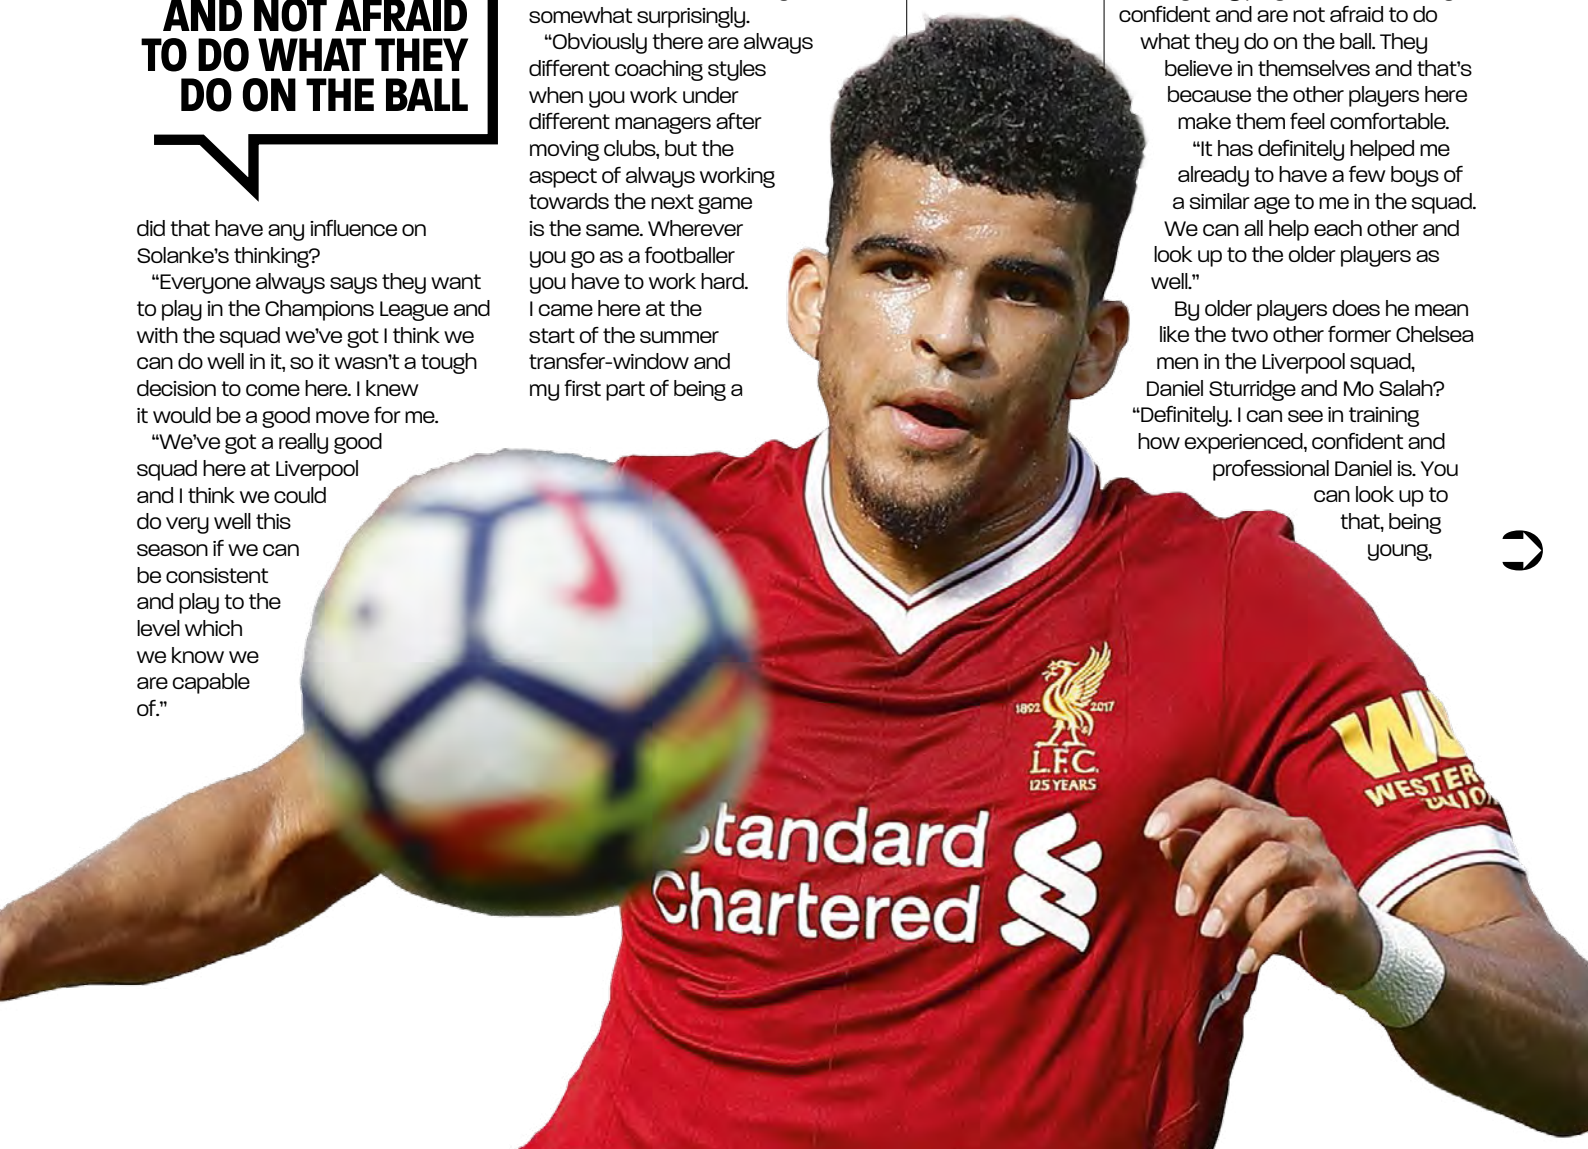 AND NOT AFRAID
TO DO WHAT THEY
DO ON THE BALL
did that have any influence on
Solanke's thinking?
"Everyone always says they want
to play in the Champions League and
with the squad we've got I think we
can do well in it, so it wasn't a tough
decision to come here. I knew
it would be a good move for me.
"We've got a really good
squad here at Liverpool
and I think we could
do very well this
season if we can
be consistent
and play to the
level which
we know we
are capable
of."
somewhat surprisingly.
"Obviously there are always
different coaching styles
when you work under
different managers after
moving clubs, but the
aspect of always working
towards the next game
is the same. Wherever
you go as a footballer
you have to work hard.
I came here at the
start of the summer
transfer-window and
my first part of being a
confident and are not afraid to do
what they do on the ball. They
believe in themselves and that's
because the other players here
make them feel comfortable.
"It has definitely helped me
already to have a few boys of
a similar age to me in the squad.
We can all help each other and
look up to the older players as
well."
By older players does he mean
like the two other former Chelsea
men in the Liverpool squad,
Daniel Sturridge and Mo Salah?
"Definitely. I can see in training
how experienced, confident and
professional Daniel is. You
can look up to
that, being
young,
1892 2017
L.F.C.
125 YEARS
Standard
Chartered
WU
WESTERN
UNION